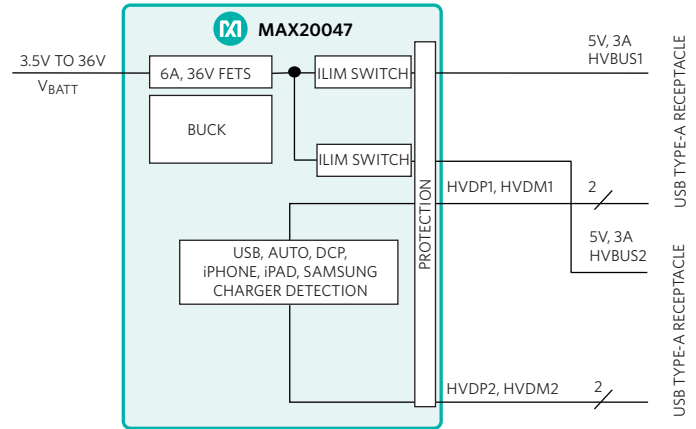 MAX20047
3.5V TO 36V
VBATT
6A, 36V FETS
ILIM SWITCH
5V, 3A
HVBUS1
BUCK
ILIM SWITCH
PROTECTION
HVDP1, HVDM1
2
USB TYPE-A RECEPTACLE
5V, 3A
HVBUS2
USB, AUTO, DCP,
iPHONE, iPAD, SAMSUNG
CHARGER DETECTION
HVDP2, HVDM2
2
USB TYPE-A RECEPTACLE